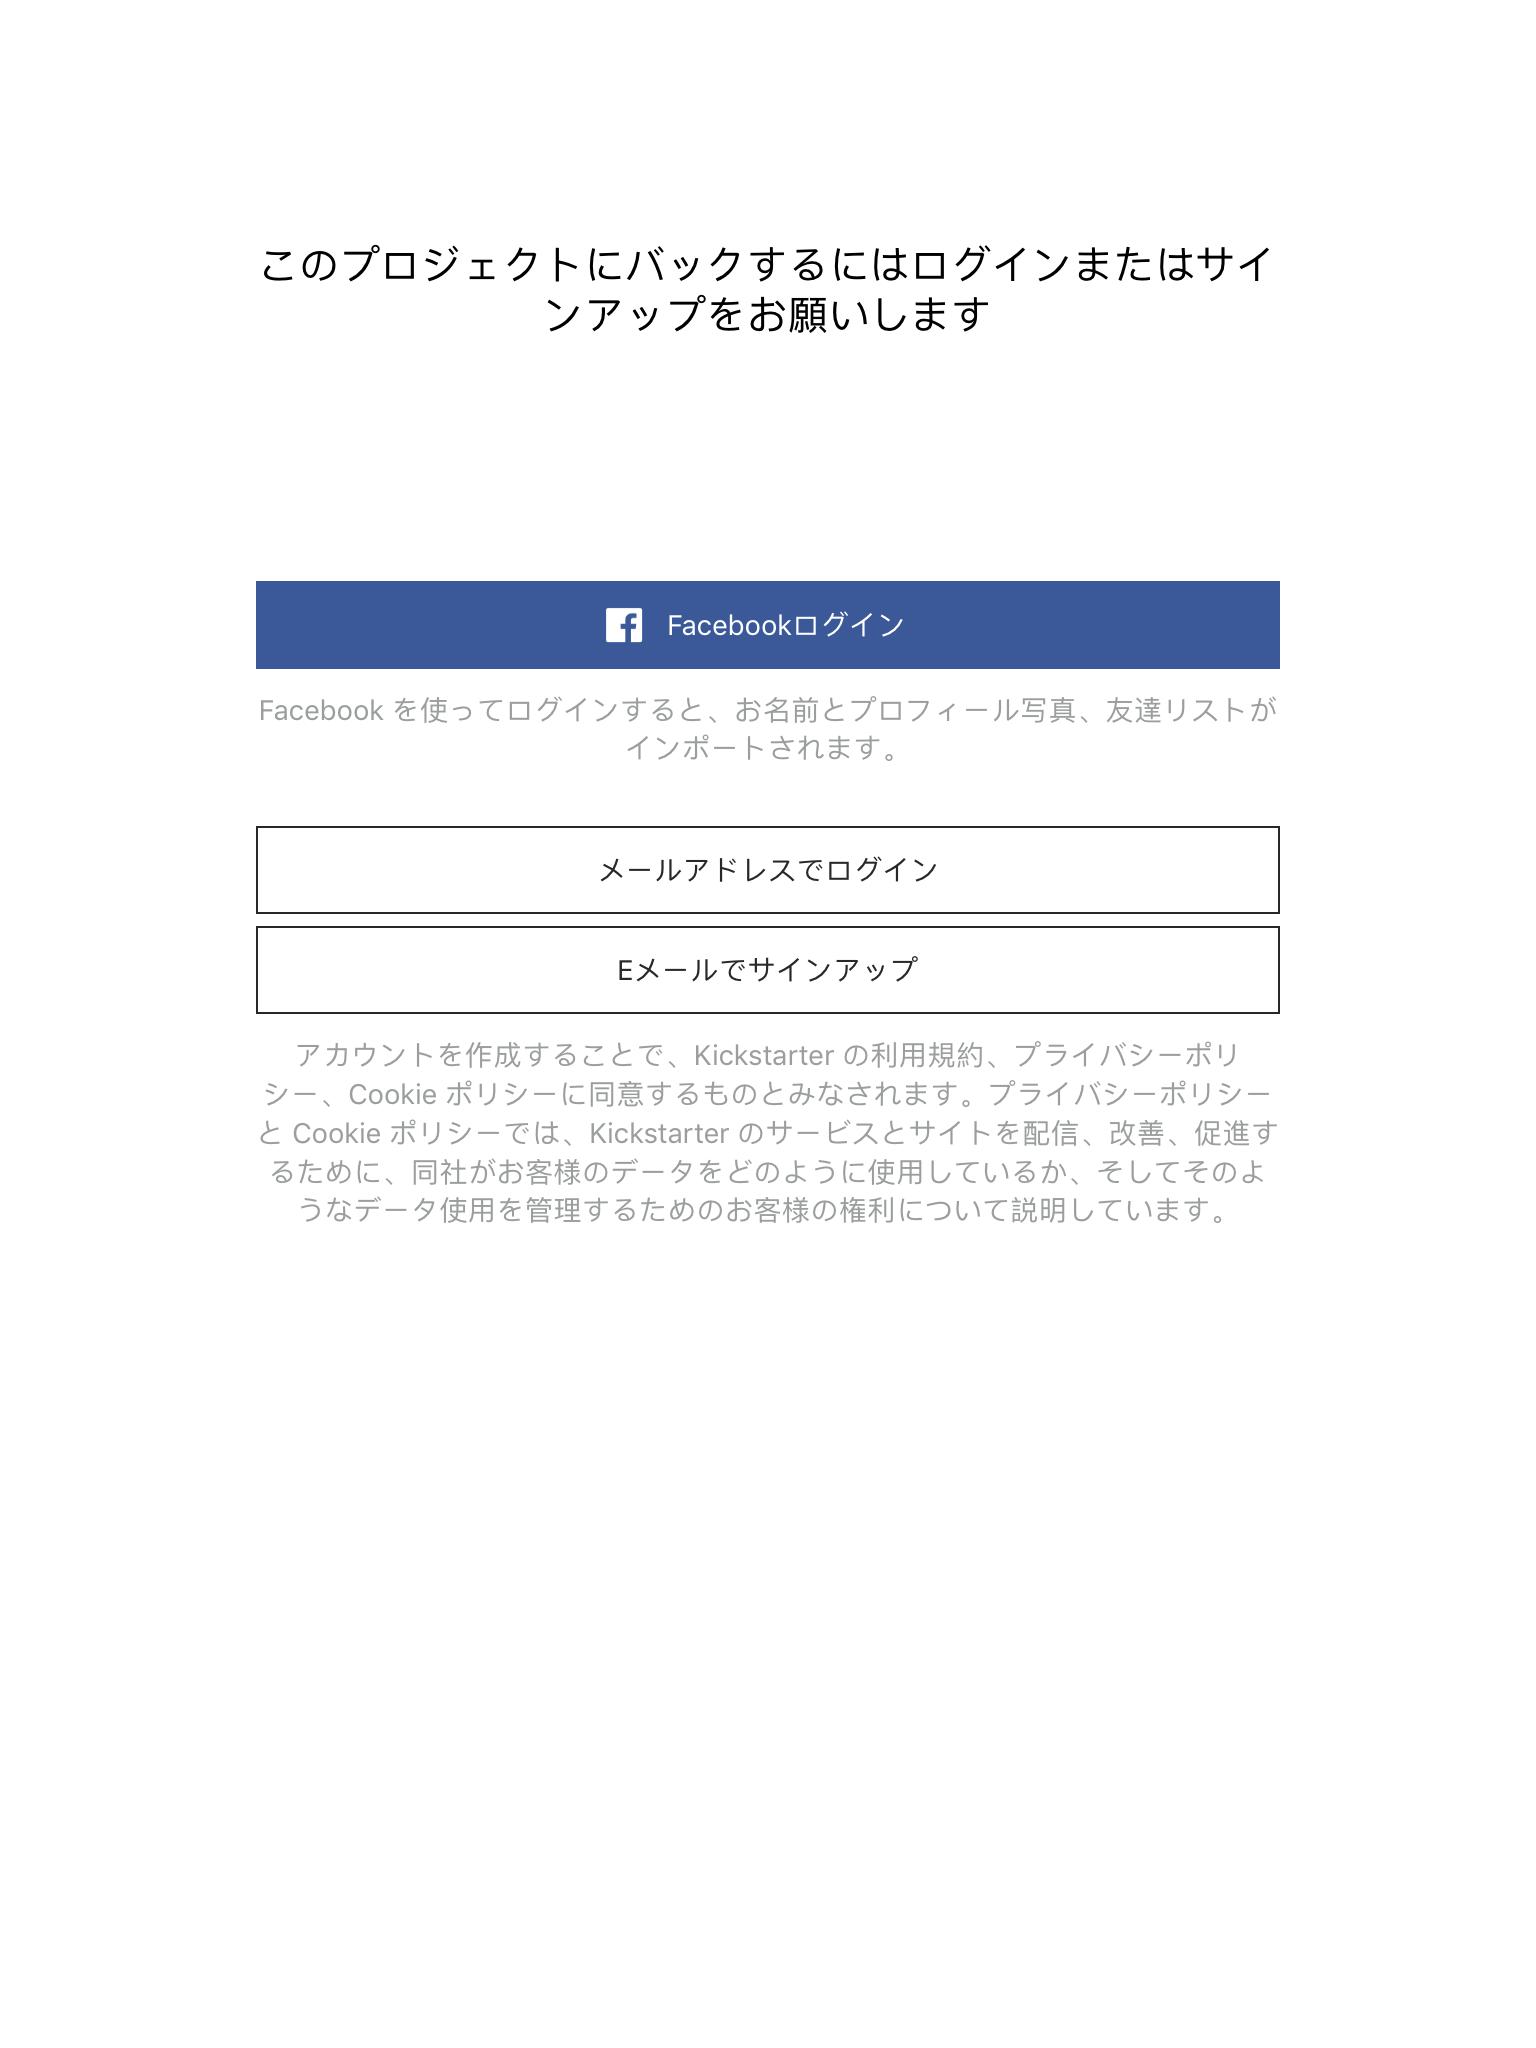 このプロジェクトにバックするにはログインまたはサイ
ンアップをお願いします
Facebookログイン
Facebook を使ってログインすると、お名前とプロフィール写真、友達リストが
インポートされます。
メールアドレスでログイン
Eメールでサインアップ
アカウントを作成することで、Kickstarter の利用規約、プライバシーポリ
シー、Cookie ポリシーに同意するものとみなされます。プライバシーポリシー
と Cookie ポリシーでは、Kickstarter のサービスとサイトを配信、改善、促進す
るために、同社がお客様のデータをどのように使用しているか、そしてそのよ
うなデータ使用を管理するためのお客様の権利について説明しています。